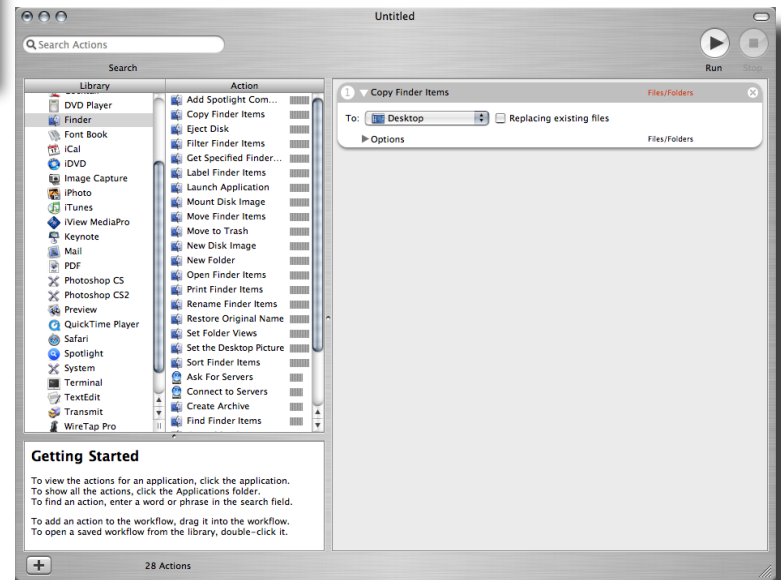 Untitled
Search Actions
Search
Run
Stop
Library
Action
DVD Player
Finder
Font Book
iCal
iDVD
Image Capture
iPhoto
iTunes
iView MediaPro
Keynote
Mail
PDF
Photoshop CS
Photoshop CS2
Preview
QuickTime Player
Safari
Spotlight
System
Terminal
TextEdit
Transmit
WireTap Pro
Add Spotlight Com...
Copy Finder Items
Eject Disk
Filter Finder Items
Get Specified Finder...
Label Finder Items
Launch Application
Mount Disk Image
Move Finder Items
Move to Trash
New Disk Image
New Folder
Open Finder Items
Print Finder Items
Rename Finder Items
Restore Original Name
Set Folder Views
Set the Desktop Picture
Sort Finder Items
Ask For Servers
Connect to Servers
Create Archive
Find Finder Items
1 Copy Finder Items Files/Folders
To: Desktop Replacing existing files
Options Files/Folders
Getting Started
To view the actions for an application, click the application.
To show all the actions, click the Applications folder.
To find an action, enter a word or phrase in the search field.
To add an action to the workflow, drag it into the workflow.
To open a saved workflow from the library, double-click it.
28 Actions